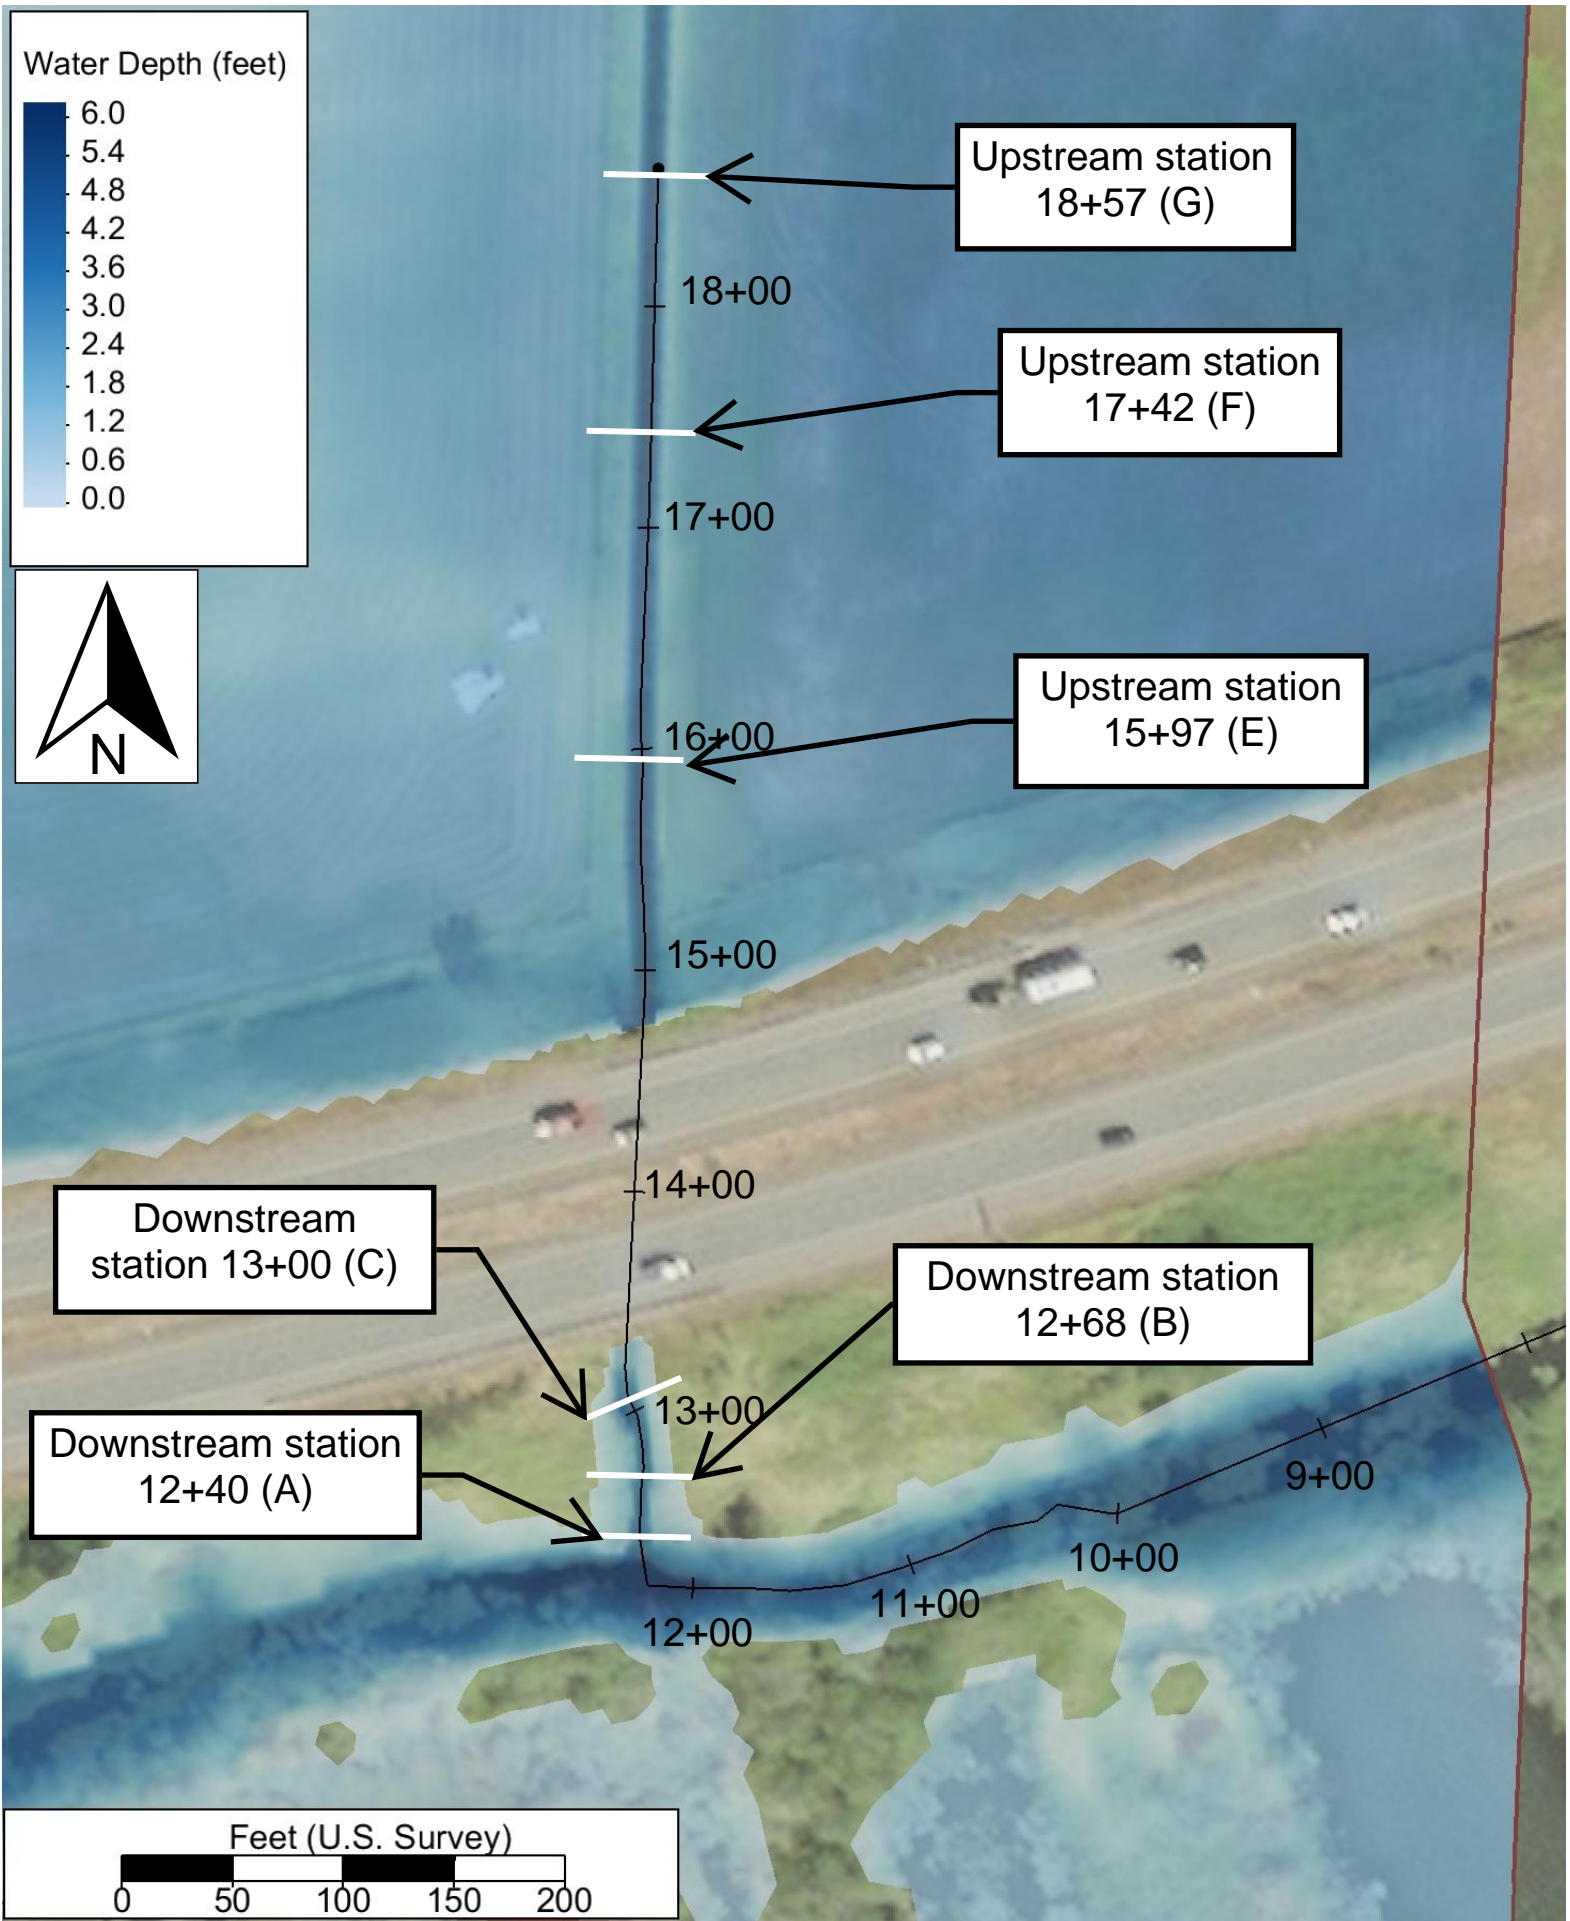 Water Depth (feet)
6.0
5.4
4.8
4.2
3.6
3.0
2.4
1.8
1.2
0.6
0.0
N
Upstream station
18+57 (G)
18+00
Upstream station
17+42 (F)
17+00
Upstream station
15+97 (E)
16+00
15+00
14+00
Downstream
station 13+00 (C)
Downstream station
12+68 (B)
13+00
Downstream station
12+40 (A)
9+00
10+00
11+00
12+00
Feet (U.S. Survey)
0 50 100 150 200